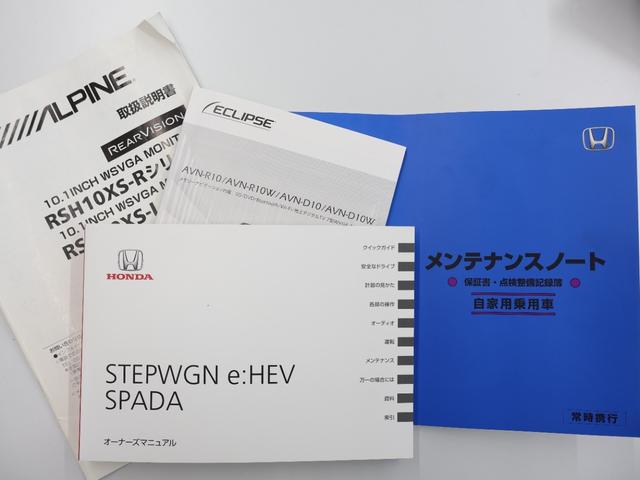 ALPINE
取扱説明書
REARVISION
10.1INCH WSVGA MONIT
RSH10XS-Rシリ
10.1INCH WSVGA M
ECLIPSE
AVN-R10/AVN-R10W/AVN-D10/AVN-D10W
HONDA
クイックガイド
安全なドライブ
計器の見かた
各部の操作
オーディオ
運転
メンテナンス
万一の場合には
資料
索引
STEPWGN e:HEV
SPADA
オーナーズマニュアル
メンテナンスノート
保証書・点検整備記録簿
自家用乗用車
常時携行